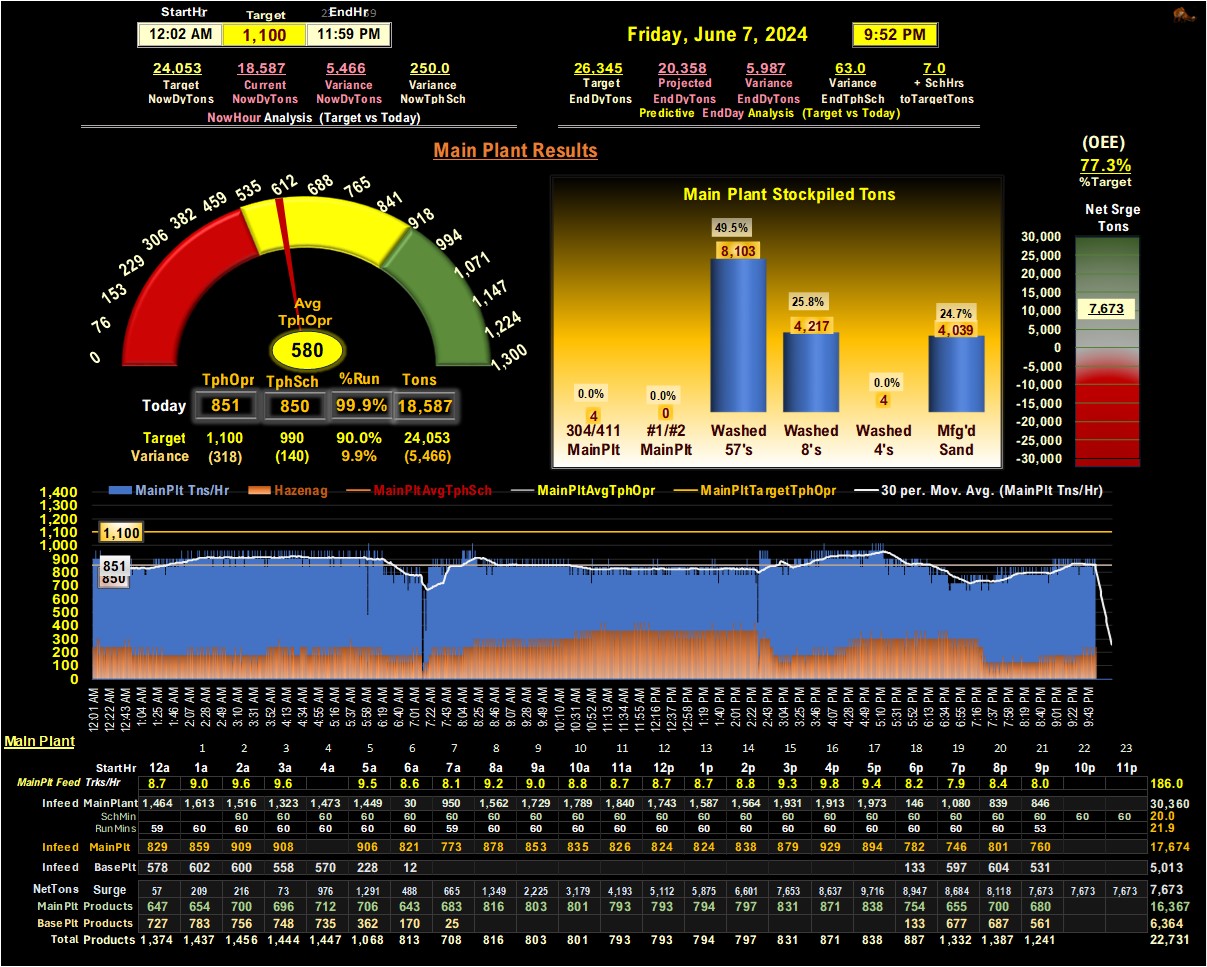 StartHr Target EndHr
12:02 AM 1,100 11:59 PM
Friday, June 7, 2024 9:52 PM
24,053 18,587 5,466 250.0
Target Current Variance Variance
NowDyTons NowDyTons NowDyTons NowTphSch
NowHour Analysis (Target vs Today)
26,345 20,358 5,987 63.0 7.0
Target Projected Variance Variance + SchHrs
EndDyTons EndDyTons EndDyTons EndTphSch toTargetTons
Predictive EndDay Analysis (Target vs Today)
Main Plant Results
(OEE)
77.3%
%Target
Net Srge
Tons
0 76 153 229 306 382 459 535 612 688 765 841 918 994 1,071 1,147 1,224 1,300
Avg
TphOpr
580
TphOpr TphSch %Run Tons
Today 851 850 99.9% 18,587
Target 1,100 990 90.0% 24,053
Variance (318) (140) 9.9% (5,466)
Main Plant Stockpiled Tons
0.0% 0.0% 49.5% 25.8% 0.0% 24.7%
4 0 8,103 4,217 4 4,039
304/411 #1/#2 Washed Washed Washed Mfg'd
MainPlt MainPlt 57's 8's 4's Sand
30,000
25,000
20,000
15,000
10,000
5,000
0
-5,000
-10,000
-15,000
-20,000
-25,000
-30,000
7,673
MainPlt Tns/Hr Hazenag MainPltAvgTphSch MainPltAvgTphOpr MainPltTargetTphOpr 30 per. Mov. Avg. (MainPlt Tns/Hr)
1,400
1,300
1,200
1,100
1,000
900
800
700
600
500
400
300
200
100
0
1,100
851
850
12:01 AM 12:22 AM 12:43 AM 1:04 AM 1:25 AM 1:46 AM 2:07 AM 2:28 AM 2:49 AM 3:10 AM 3:31 AM 3:52 AM 4:13 AM 4:34 AM 4:55 AM 5:16 AM 5:37 AM 5:58 AM 6:19 AM 6:40 AM 7:01 AM 7:22 AM 7:43 AM 8:04 AM 8:25 AM 8:46 AM 9:07 AM 9:28 AM 9:49 AM 10:10 AM 10:31 AM 10:52 AM 11:13 AM 11:34 AM 11:55 AM 12:16 PM 12:37 PM 12:58 PM 1:19 PM 1:40 PM 2:01 PM 2:22 PM 2:43 PM 3:04 PM 3:25 PM 3:46 PM 4:07 PM 4:28 PM 4:49 PM 5:10 PM 5:31 PM 5:52 PM 6:13 PM 6:34 PM 6:55 PM 7:16 PM 7:37 PM 7:58 PM 8:19 PM 8:40 PM 9:01 PM 9:22 PM 9:43 PM
Main Plant
1 2 3 4 5 6 7 8 9 10 11 12 13 14 15 16 17 18 19 20 21 22 23
StartHr 12a 1a 2a 3a 4a 5a 6a 7a 8a 9a 10a 11a 12p 1p 2p 3p 4p 5p 6p 7p 8p 9p 10p 11p
MainPlt Feed Trks/Hr 8.7 9.0 9.6 9.6 9.5 8.6 8.1 9.2 9.0 8.8 8.7 8.7 8.7 8.8 9.3 9.8 9.4 8.2 7.9 8.4 8.0 186.0
Infeed MainPlant 1,464 1,613 1,516 1,323 1,473 1,449 30 950 1,562 1,729 1,789 1,840 1,743 1,587 1,564 1,931 1,913 1,973 146 1,080 839 846 30,360
SchMin 60 60 60 60 60 60 60 60 60 60 60 60 60 60 60 60 60 60 60 60 60 60 20.0
RunMins 59 60 60 60 60 60 60 59 60 60 60 60 60 60 60 60 60 60 60 60 60 53 21.9
Infeed MainPlt 829 859 909 908 906 821 773 878 853 835 826 824 824 838 879 929 894 782 746 801 760 17,674
Infeed BasePlt 578 602 600 558 570 228 12 133 597 604 531 5,013
NetTons Surge 57 209 216 73 976 1,291 488 665 1,349 2,225 3,179 4,193 5,112 5,875 6,601 7,653 8,637 9,716 8,947 8,684 8,118 7,673 7,673 7,673 7,673
MainPlt Products 647 654 700 696 712 706 643 683 816 803 801 793 793 794 797 831 871 838 754 655 700 680 16,367
BasePlt Products 727 783 756 748 735 362 170 25 133 677 687 561 6,364
Total Products 1,374 1,437 1,456 1,444 1,447 1,068 813 708 816 803 801 793 793 794 797 831 871 838 887 1,332 1,387 1,241 22,731